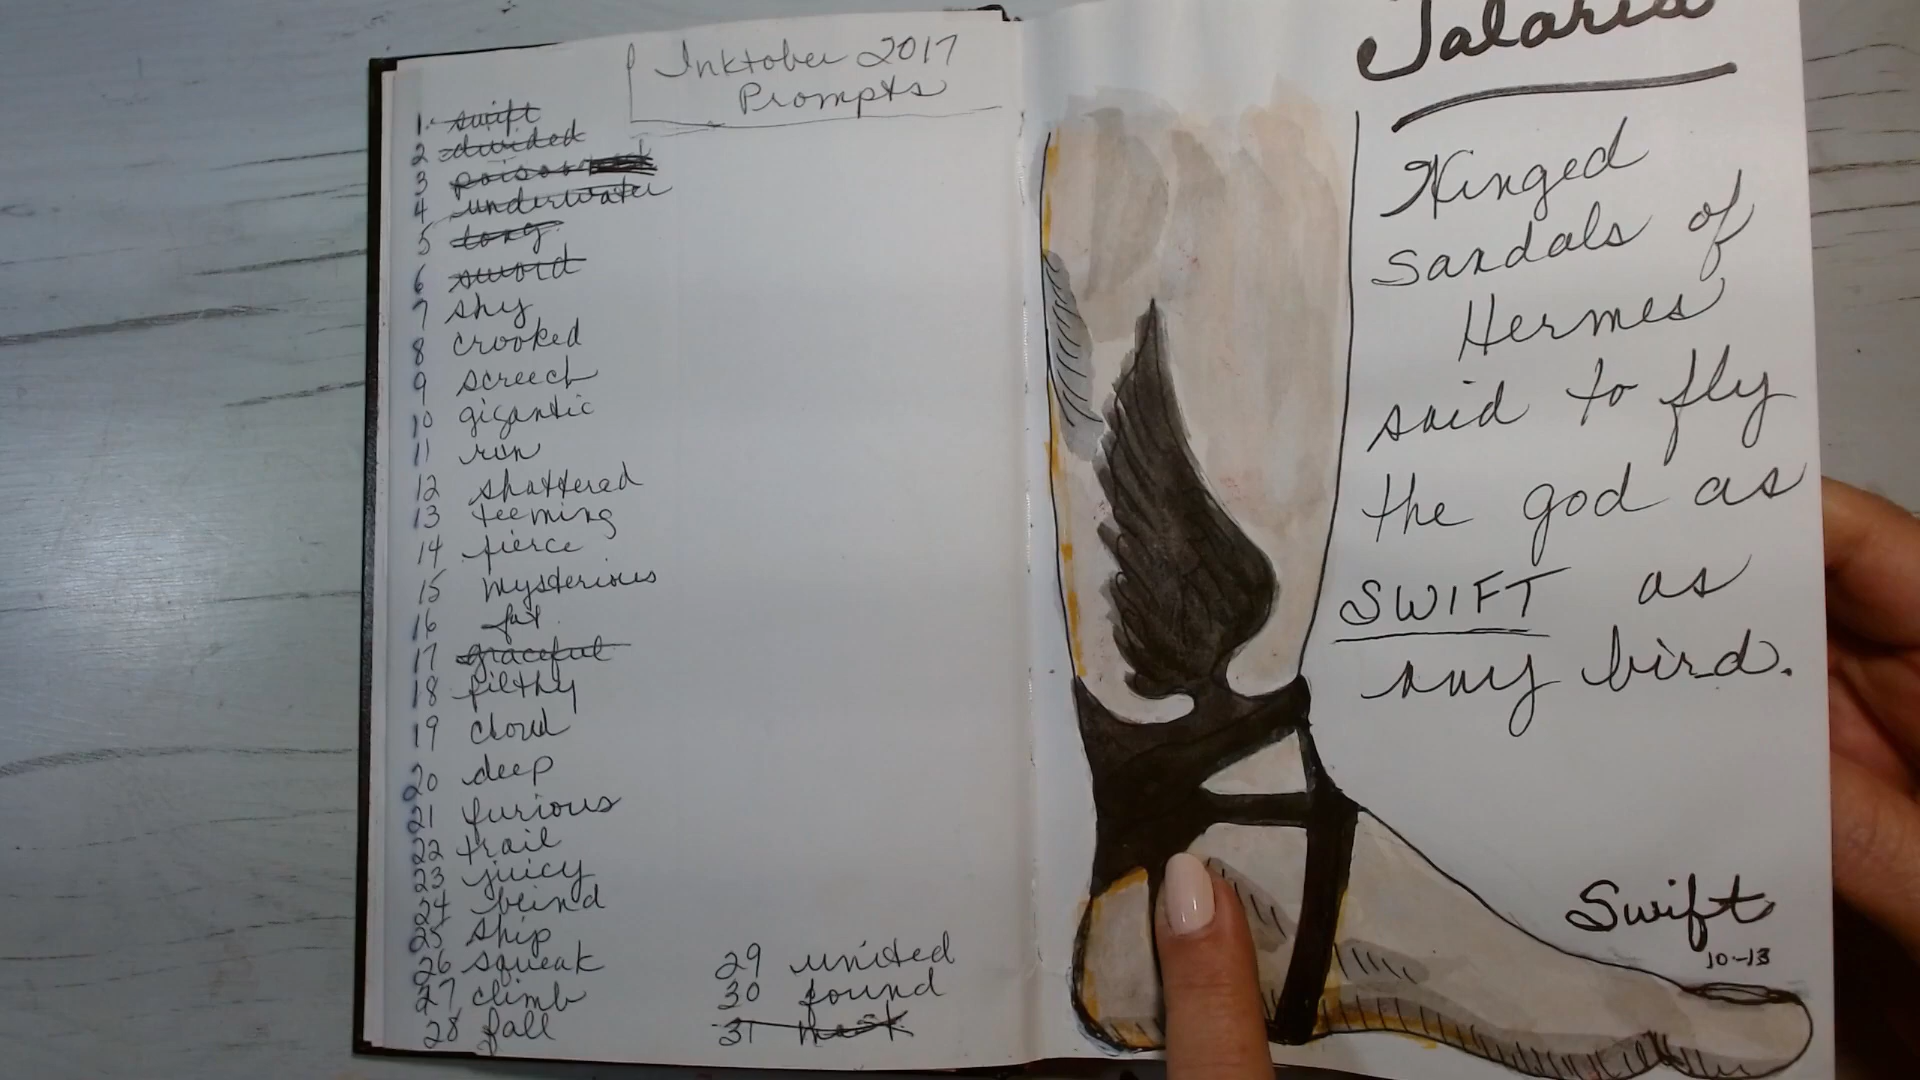 Inktober 2017
Prompts
1. swift
2 divided
3 poison
4 underwater
5 long
6 sword
7 shy
8 crooked
9 screech
10 gigantic
11 run
12 shattered
13 teeming
14 fierce
15 mysterious
16 fat
17 graceful
18 filthy
19 cloud
20 deep
21 furious
22 trail
23 juicy
24 blind
25 ship
26 squeak
27 climb
28 fall
29 united
30 found
31 mask
Talaria
Winged
sandals of
Hermes
said to fly
the god as
SWIFT as
any bird.
Swift
10-13